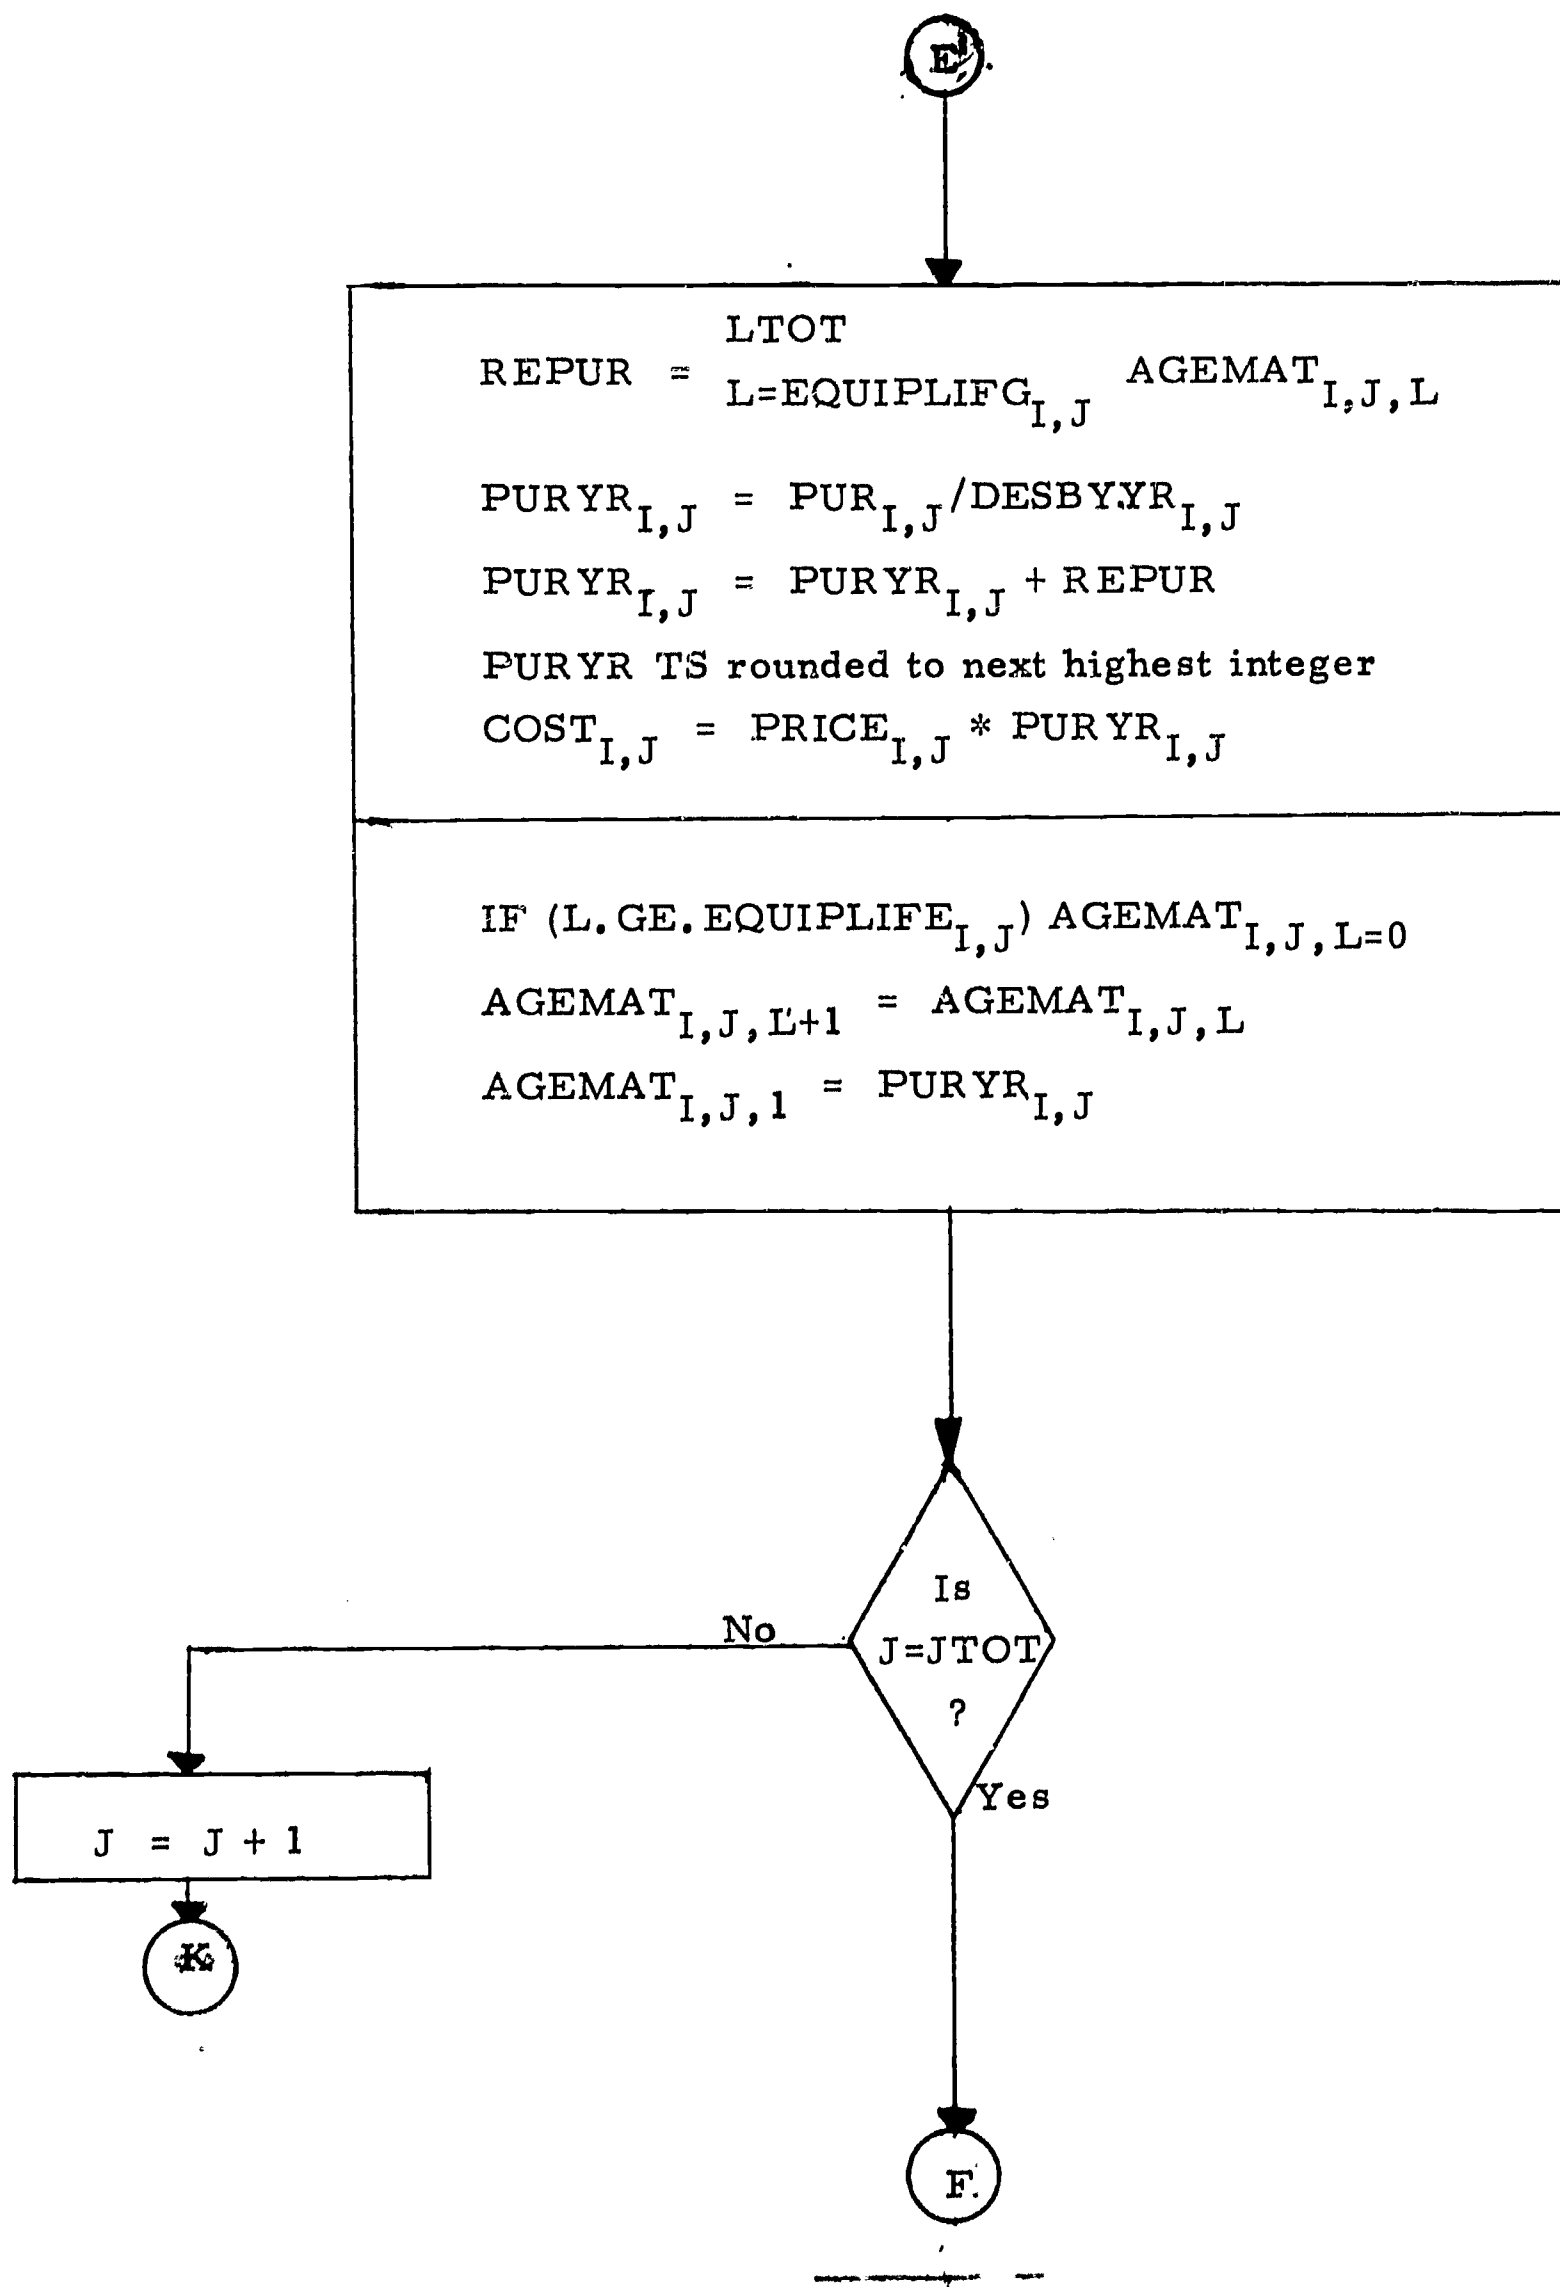 E
LTOT
REPUR = L=EQUIPLIFG I,J AGEMAT I,J,L
PURYR I,J = PUR I,J /DESBYYR I,J
PURYR I,J = PURYR I,J + REPUR
PURYR TS rounded to next highest integer
COST I,J = PRICE I,J * PURYR I,J
IF (L.GE.EQUIPLIFE I,J) AGEMAT I,J,L=0
AGEMAT I,J,L+1 = AGEMAT I,J,L
AGEMAT I,J,1 = PURYR I,J
Is
No
J=JTOT
?
Yes
J = J + 1
K
F